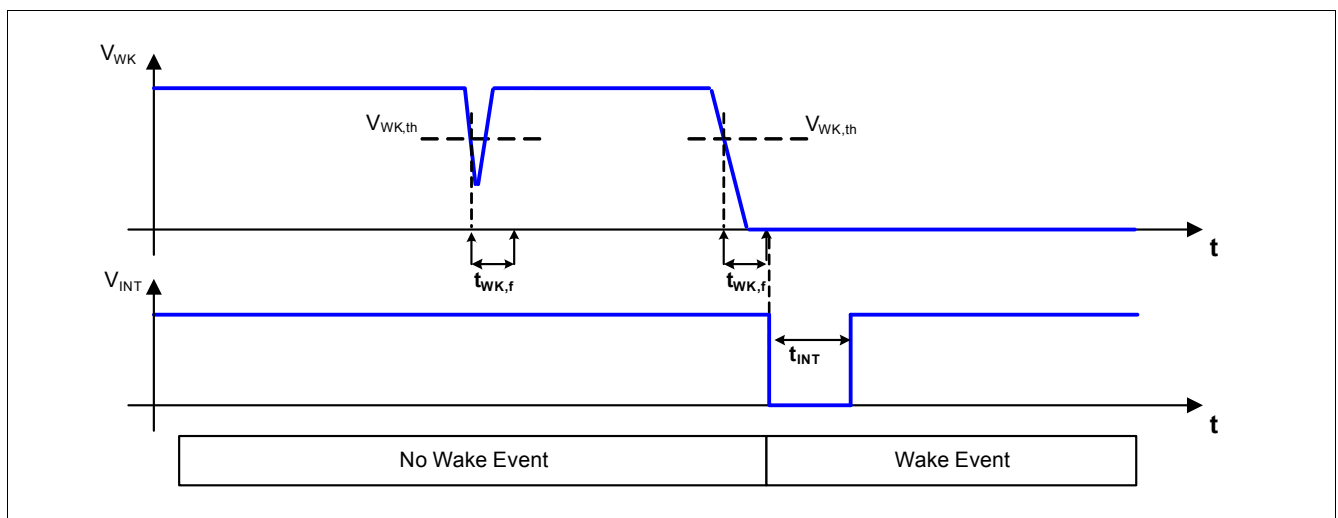 VWK
VWK,th
VWK,th
t
tWK,f
tWK,f
VINT
tINT
t
No Wake Event
Wake Event